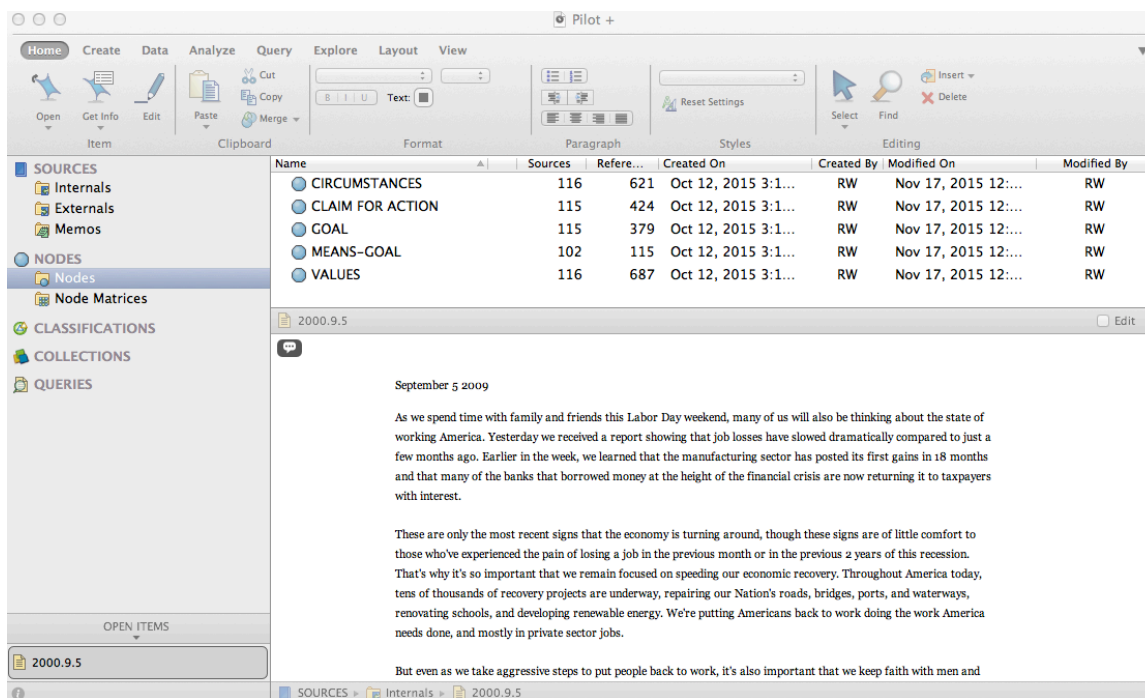 Pilot +
Home Create Data Analyze Query Explore Layout View
Open Get Info Edit Paste Cut Copy Merge B I U Text: Reset Settings Select Find Insert Delete
Item Clipboard Format Paragraph Styles Editing
SOURCES
Internals
Externals
Memos
NODES
Nodes
Node Matrices
CLASSIFICATIONS
COLLECTIONS
QUERIES
OPEN ITEMS
2000.9.5
Name Sources Refere... Created On Created By Modified On Modified By
CIRCUMSTANCES 116 621 Oct 12, 2015 3:1... RW Nov 17, 2015 12:... RW
CLAIM FOR ACTION 115 424 Oct 12, 2015 3:1... RW Nov 17, 2015 12:... RW
GOAL 115 379 Oct 12, 2015 3:1... RW Nov 17, 2015 12:... RW
MEANS-GOAL 102 115 Oct 12, 2015 3:1... RW Nov 17, 2015 12:... RW
VALUES 116 687 Oct 12, 2015 3:1... RW Nov 17, 2015 12:... RW
2000.9.5 Edit
September 5 2009
As we spend time with family and friends this Labor Day weekend, many of us will also be thinking about the state of
working America. Yesterday we received a report showing that job losses have slowed dramatically compared to just a
few months ago. Earlier in the week, we learned that the manufacturing sector has posted its first gains in 18 months
and that many of the banks that borrowed money at the height of the financial crisis are now returning it to taxpayers
with interest.
These are only the most recent signs that the economy is turning around, though these signs are of little comfort to
those who've experienced the pain of losing a job in the previous month or in the previous 2 years of this recession.
That's why it's so important that we remain focused on speeding our economic recovery. Throughout America today,
tens of thousands of recovery projects are underway, repairing our Nation's roads, bridges, ports, and waterways,
renovating schools, and developing renewable energy. We're putting Americans back to work doing the work America
needs done, and mostly in private sector jobs.
But even as we take aggressive steps to put people back to work, it's also important that we keep faith with men and
SOURCES Internals 2000.9.5